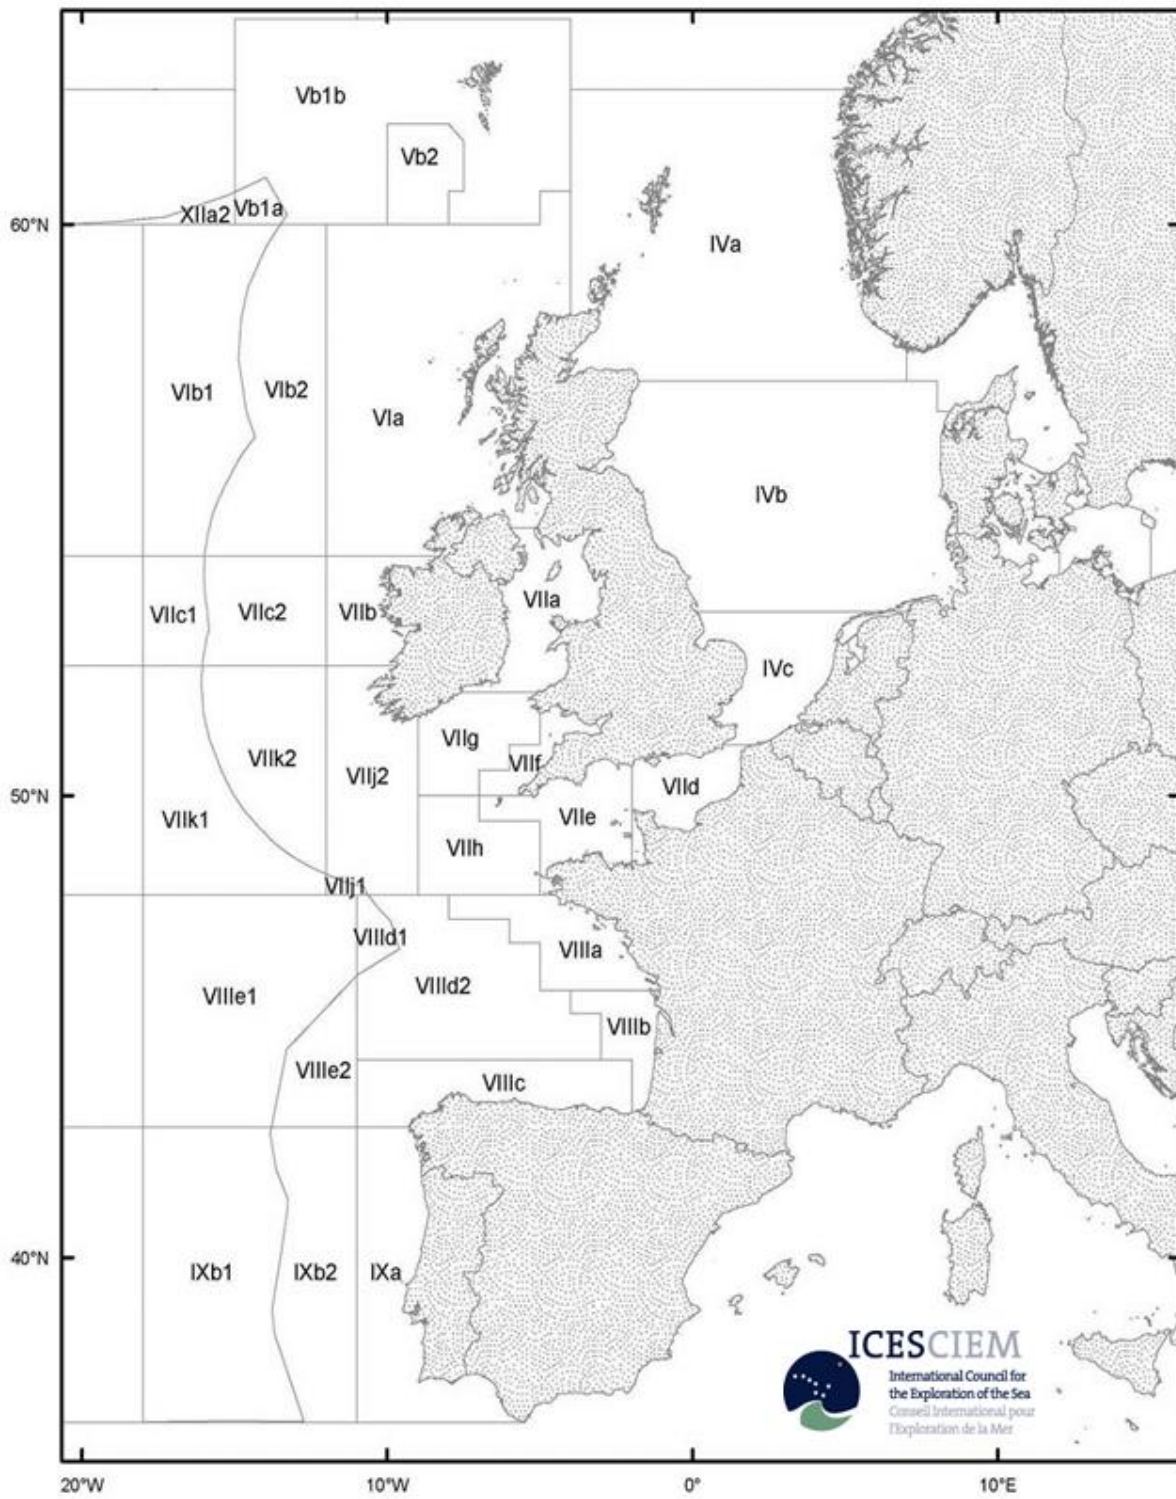 Vb1b
Vb2
XIIa2
Vb1a
60°N
IVa
VIb1
VIb2
VIa
IVb
VIIc1
VIIc2
VIIb
VIIa
IVc
VIIg
VIIf
VIIk2
VIIj2
VIId
VIIk1
VIIe
VIIh
50°N
VIIj1
VIIId1
VIIIa
VIIId2
VIIIe1
VIIIb
VIIIe2
VIIIc
40°N
IXb1
IXb2
IXa
ICESCIEM
International Council for
the Exploration of the Sea
Conseil International pour
l'Exploration de la Mer
20°W
10°W
0°
10°E